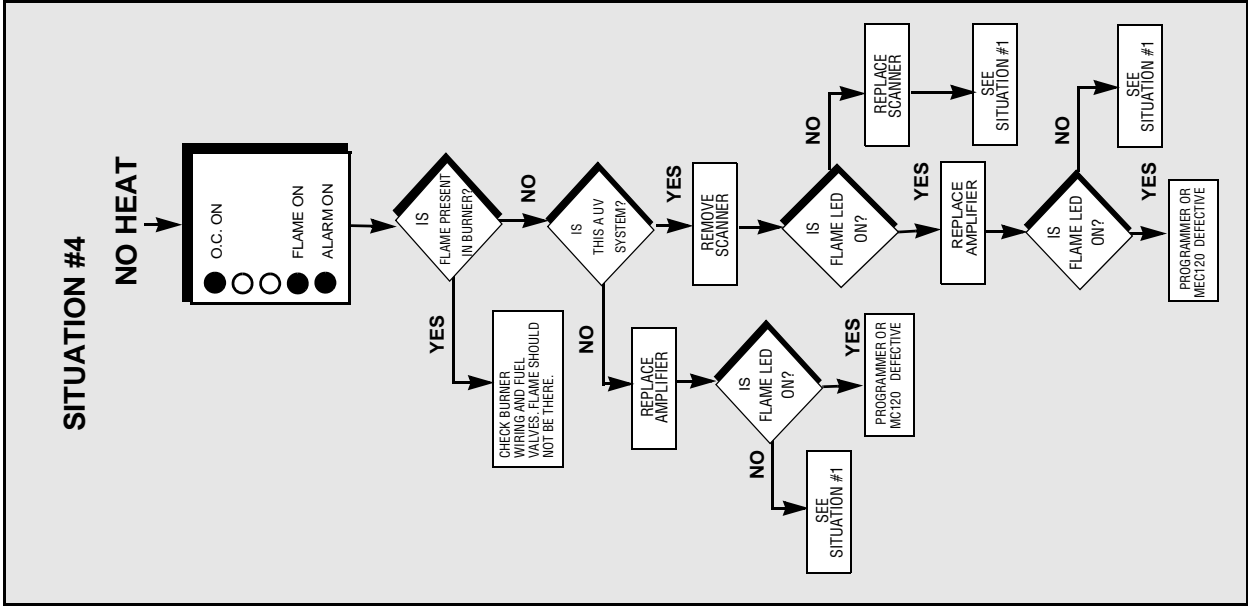 SITUATION #4
NO HEAT
O.C. ON
FLAME ON
ALARM ON
IS
FLAME PRESENT
IN BURNER?
YES
CHECK BURNER
WIRING AND FUEL
VALVES. FLAME SHOULD
NOT BE THERE.
NO
IS
THIS A UV
SYSTEM?
NO
REPLACE
AMPLIFIER
IS
FLAME LED
ON?
NO
SEE
SITUATION #1
YES
PROGRAMMER OR
MC120 DEFECTIVE
YES
REMOVE
SCANNER
IS
FLAME LED
ON?
NO
REPLACE
SCANNER
SEE
SITUATION #1
YES
REPLACE
AMPLIFIER
IS
FLAME LED
ON?
NO
SEE
SITUATION #1
YES
PROGRAMMER OR
MEC120 DEFECTIVE